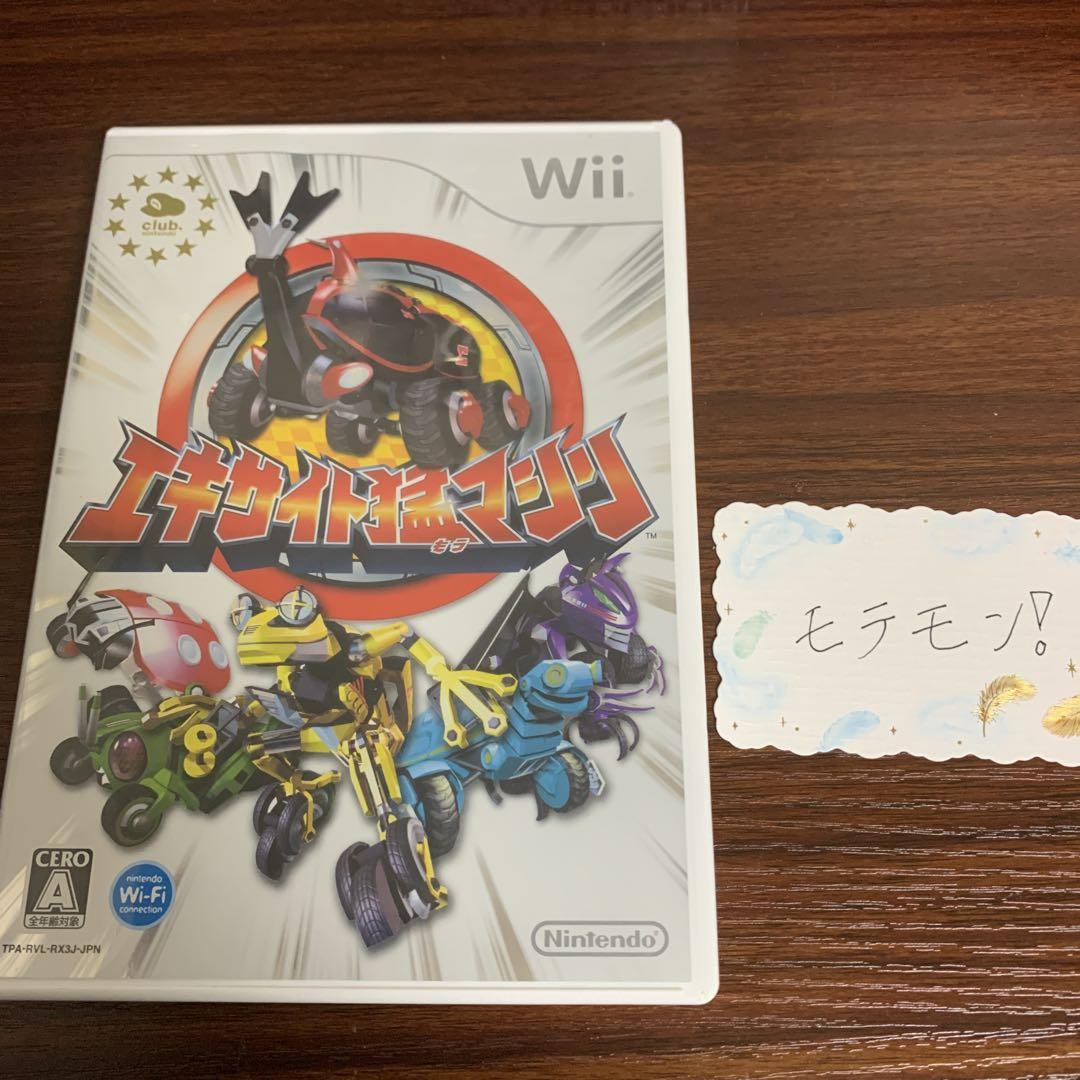 Wii
club.
nintendo
エキサイト猛マシン
モウ
TM
CERO
A
全年齢対象
nintendo
Wi-Fi
connection
TPA-RVL-RX3J-JPN
Nintendo
モテモン!